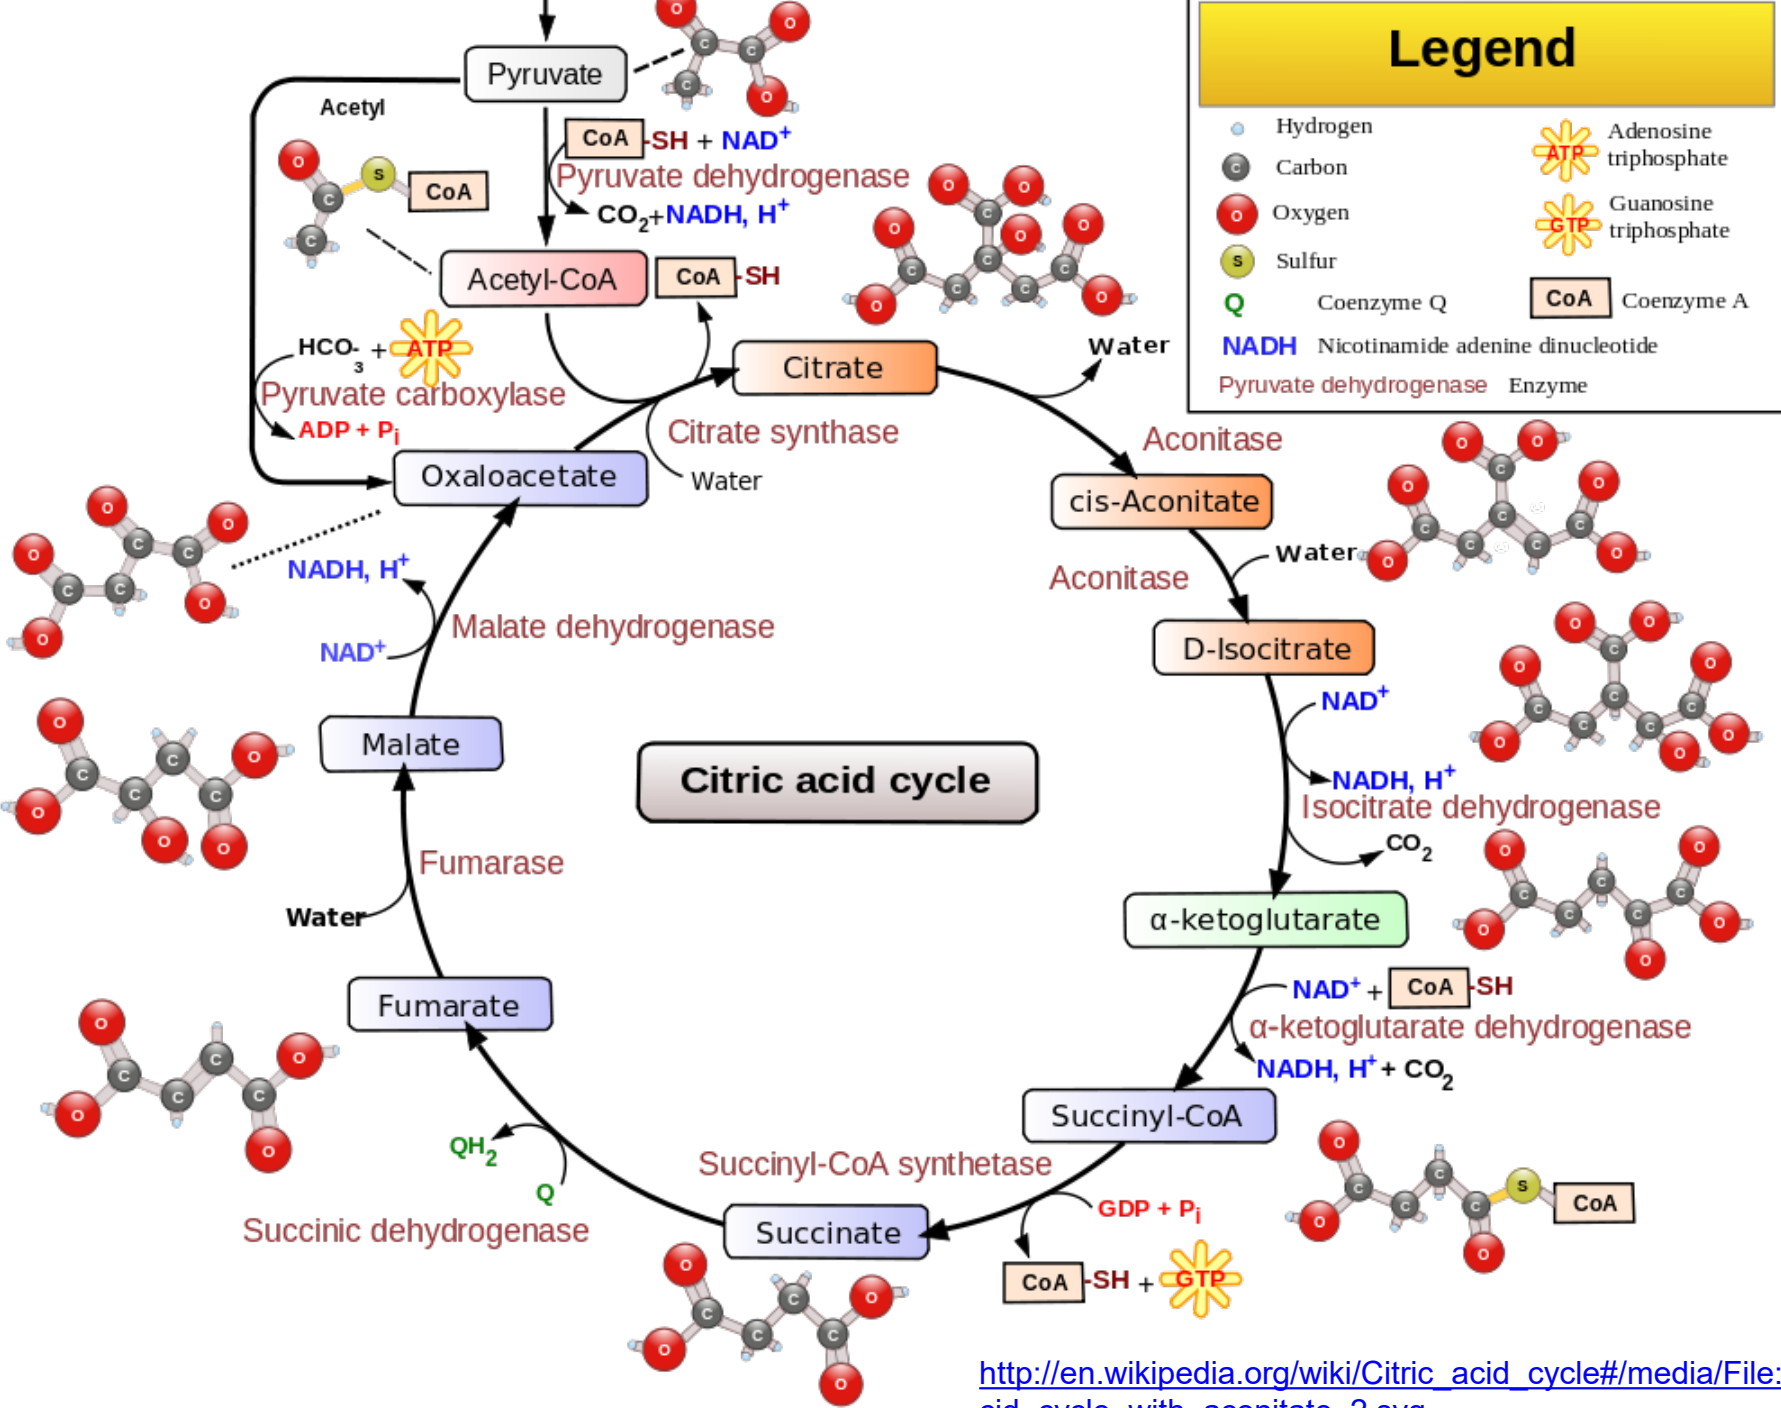 Pyruvate
Acetyl
CoA -SH + NAD+
Pyruvate dehydrogenase
CO2+NADH, H+
CoA
Acetyl-CoA
CoA -SH
HCO-3 + ATP
Pyruvate carboxylase
ADP + Pi
Citrate
Water
Citrate synthase
Water
Oxaloacetate
Aconitase
cis-Aconitate
Water
Aconitase
D-Isocitrate
NAD+
NADH, H+
Isocitrate dehydrogenase
CO2
α-ketoglutarate
NAD+ + CoA -SH
α-ketoglutarate dehydrogenase
NADH, H+ + CO2
Succinyl-CoA
CoA
Succinyl-CoA synthetase
GDP + Pi
CoA -SH + GTP
Succinate
Succinic dehydrogenase
Q
QH2
Fumarate
Water
Fumarase
Malate
Malate dehydrogenase
NAD+
NADH, H+
Citric acid cycle
Legend
Hydrogen
C Carbon
O Oxygen
S Sulfur
Q Coenzyme Q
NADH Nicotinamide adenine dinucleotide
Pyruvate dehydrogenase Enzyme
ATP Adenosine
triphosphate
GTP Guanosine
triphosphate
CoA Coenzyme A
http://en.wikipedia.org/wiki/Citric_acid_cycle#/media/File: